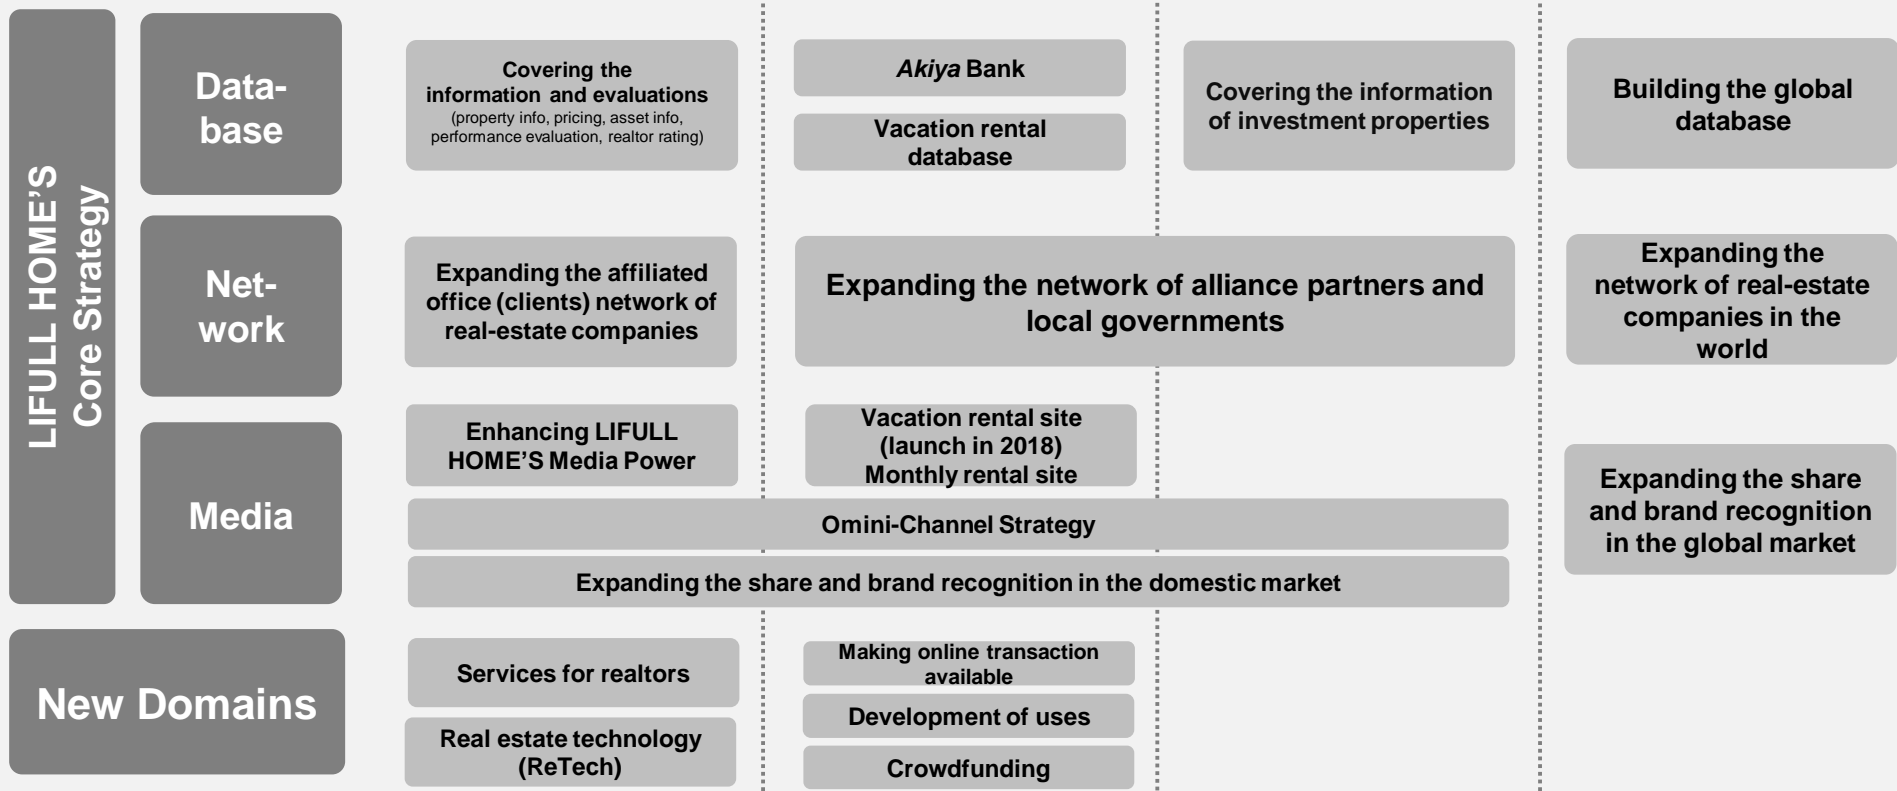 LIFULL HOME’S
Core Strategy
Data-
base
Covering the
information and evaluations
(property info, pricing, asset info,
performance evaluation, realtor rating)
Akiya Bank
Vacation rental
database
Covering the information
of investment properties
Building the global
database
Net-
work
Expanding the affiliated
office (clients) network of
real-estate companies
Expanding the network of alliance partners and
local governments
Expanding the
network of real-estate
companies in the
world
Media
Enhancing LIFULL
HOME’S Media Power
Vacation rental site
(launch in 2018)
Monthly rental site
Omini-Channel Strategy
Expanding the share and brand recognition in the domestic market
Expanding the share
and brand recognition
in the global market
New Domains
Services for realtors
Real estate technology
(ReTech)
Making online transaction
available
Development of uses
Crowdfunding